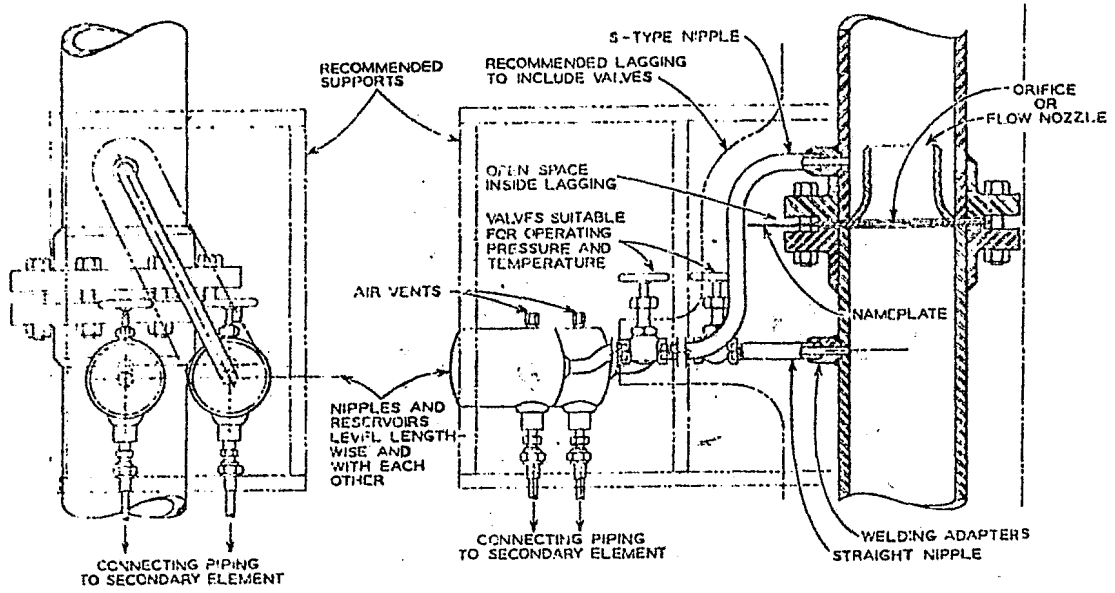 S-TYPE NIPPLE
RECOMMENDED
SUPPORTS
RECOMMENDED LAGGING
TO INCLUDE VALVES
ORIFICE
OR
FLOW NOZZLE
OPEN SPACE
INSIDE LAGGING
VALVES SUITABLE
FOR OPERATING
PRESSURE AND
TEMPERATURE
AIR VENTS
NAMEPLATE
NIPPLES AND
RESERVOIRS
LEVEL LENGTH-
WISE AND
WITH EACH
OTHER
CONNECTING PIPING
TO SECONDARY ELEMENT
CONNECTING PIPING
TO SECONDARY ELEMENT
WELDING ADAPTERS
STRAIGHT NIPPLE